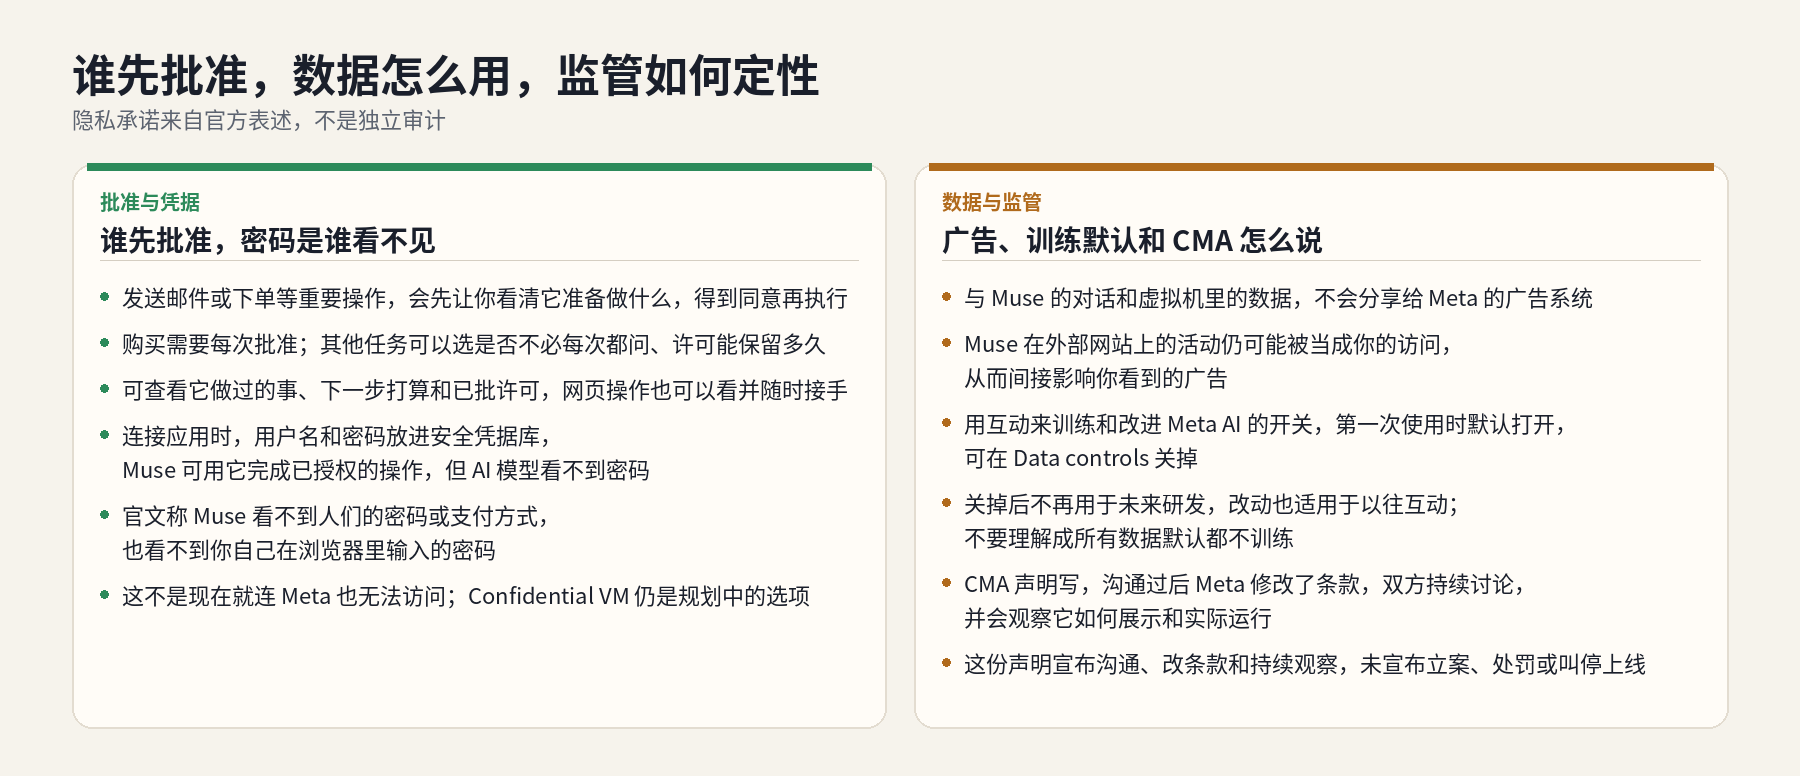 谁先批准，数据怎么用，监管如何定性
隐私承诺来自官方表述，不是独立审计
批准与凭据
谁先批准，密码是谁看不见
发送邮件或下单等重要操作，会先让你看清它准备做什么，得到同意再执行
购买需要每次批准；其他任务可以选是否不必每次都问、许可能保留多久
可查看它做过的事、下一步打算和已批许可，网页操作也可以看并随时接手
连接应用时，用户名和密码放进安全凭据库，
Muse 可用它完成已授权的操作，但 AI 模型看不到密码
官文称 Muse 看不到人们的密码或支付方式，
也看不到你自己在浏览器里输入的密码
这不是现在就连 Meta 也无法访问；Confidential VM 仍是规划中的选项
数据与监管
广告、训练默认和 CMA 怎么说
与 Muse 的对话和虚拟机里的数据，不会分享给 Meta 的广告系统
Muse 在外部网站上的活动仍可能被当成你的访问，
从而间接影响你看到的广告
用互动来训练和改进 Meta AI 的开关，第一次使用时默认打开，
可在 Data controls 关掉
关掉后不再用于未来研发，改动也适用于以往互动；
不要理解成所有数据默认都不训练
CMA 声明写，沟通过后 Meta 修改了条款，双方持续讨论，
并会观察它如何展示和实际运行
这份声明宣布沟通、改条款和持续观察，未宣布立案、处罚或叫停上线